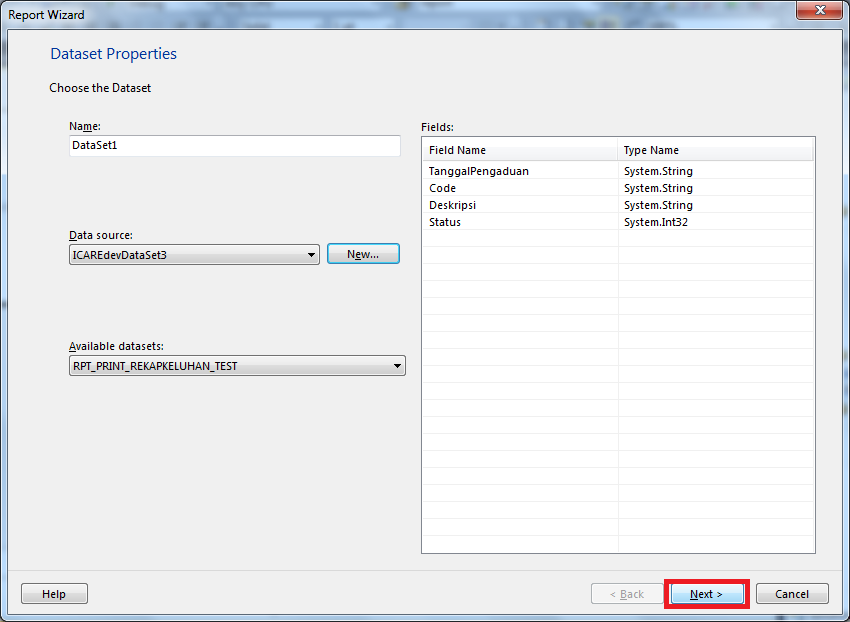 Report Wizard
Dataset Properties
Choose the Dataset
Name:
DataSet1
Data source:
ICAREdevDataSet3
New...
Available datasets:
RPT_PRINT_REKAPKELUHAN_TEST
Fields:
Field Name Type Name
TanggalPengaduan System.String
Code System.String
Deskripsi System.String
Status System.Int32
Help
< Back
Next >
Cancel